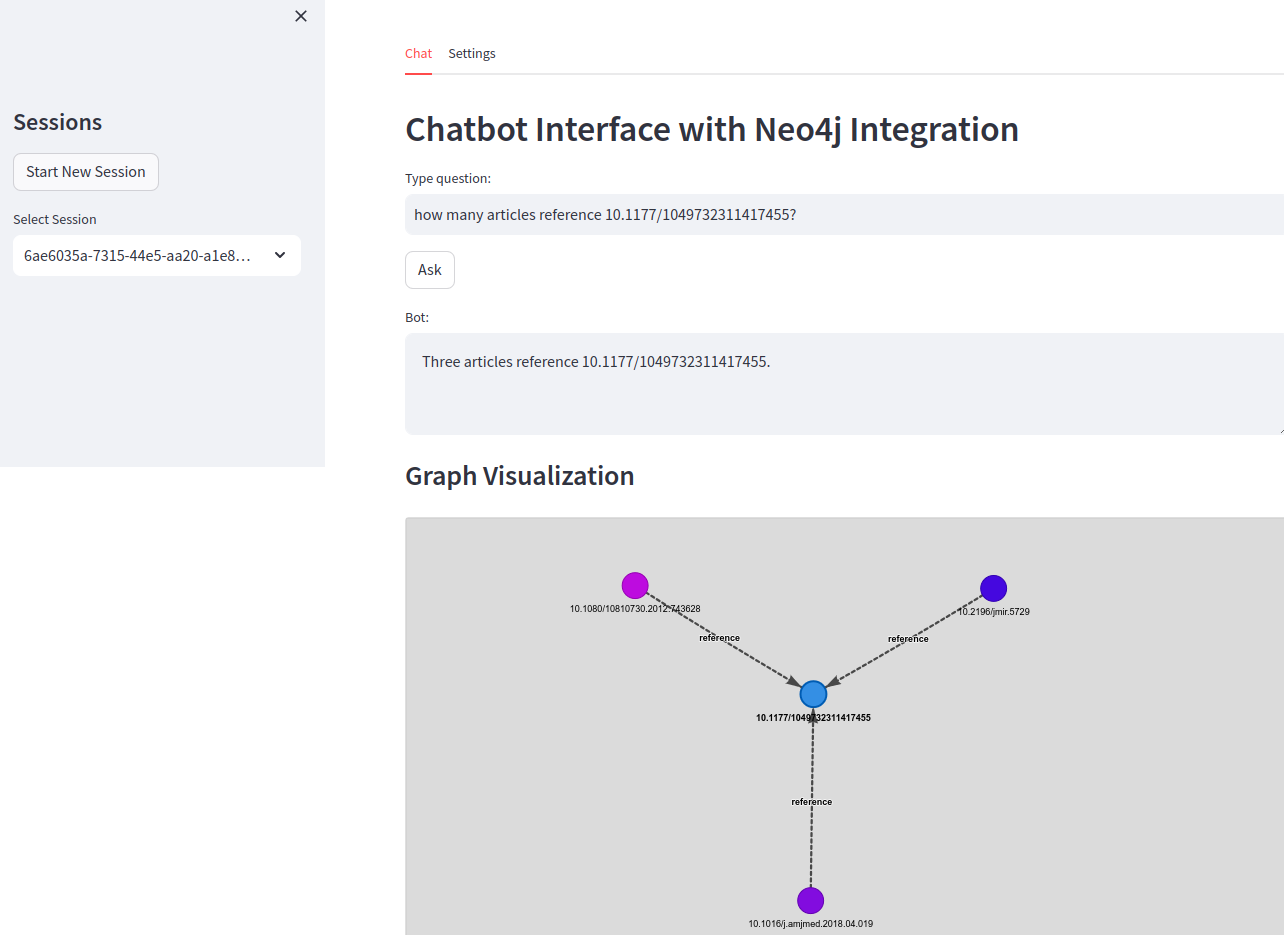 Sessions
Start New Session
Select Session
6ae6035a-7315-44e5-aa20-a1e8...
Chat Settings
Chatbot Interface with Neo4j Integration
Type question:
how many articles reference 10.1177/1049732311417455?
Ask
Bot:
Three articles reference 10.1177/1049732311417455.
Graph Visualization
10.1080/10810730.2012.743628
10.2196/jmir.5729
reference
reference
10.1177/1049732311417455
reference
10.1016/j.amjmed.2018.04.019